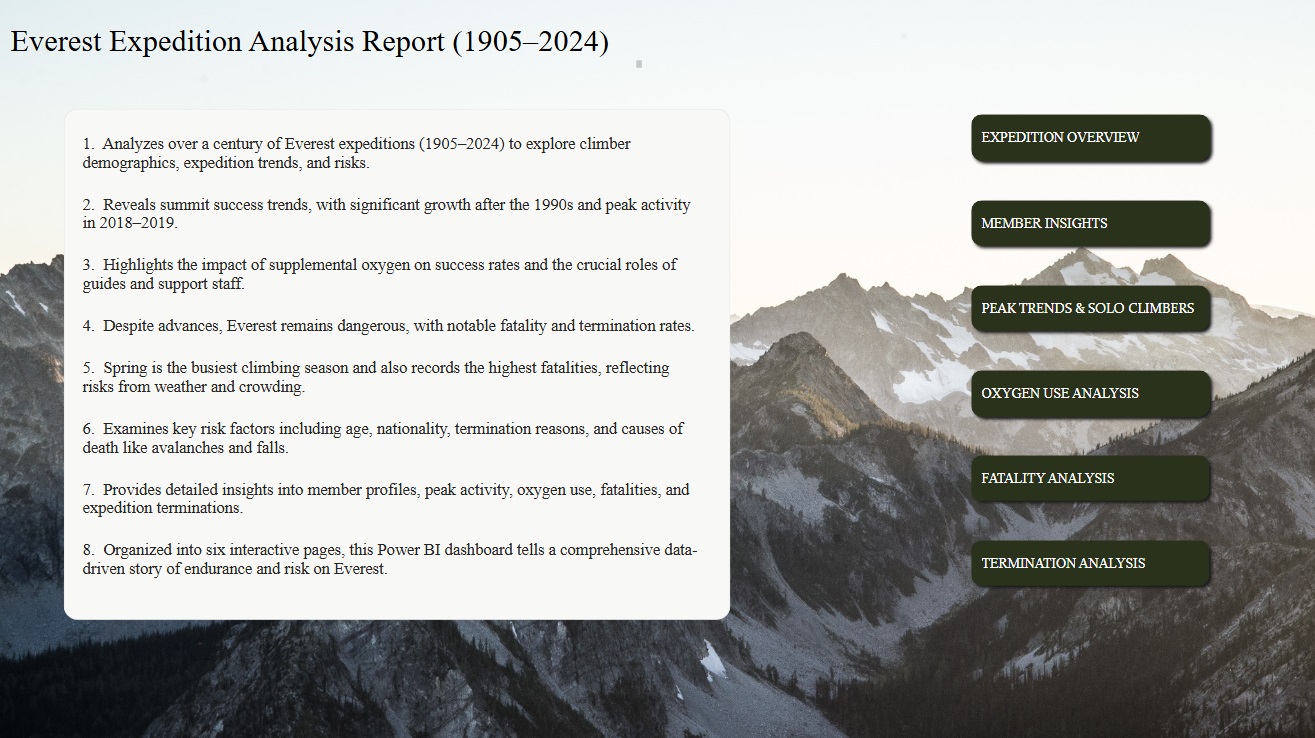 Everest Expedition Analysis Report (1905–2024)
1.  Analyzes over a century of Everest expeditions (1905–2024) to explore climber
demographics, expedition trends, and risks.
2.  Reveals summit success trends, with significant growth after the 1990s and peak activity
in 2018–2019.
3.  Highlights the impact of supplemental oxygen on success rates and the crucial roles of
guides and support staff.
4.  Despite advances, Everest remains dangerous, with notable fatality and termination rates.
5.  Spring is the busiest climbing season and also records the highest fatalities, reflecting
risks from weather and crowding.
6.  Examines key risk factors including age, nationality, termination reasons, and causes of
death like avalanches and falls.
7.  Provides detailed insights into member profiles, peak activity, oxygen use, fatalities, and
expedition terminations.
8.  Organized into six interactive pages, this Power BI dashboard tells a comprehensive data-
driven story of endurance and risk on Everest.
EXPEDITION OVERVIEW
MEMBER INSIGHTS
PEAK TRENDS & SOLO CLIMBERS
OXYGEN USE ANALYSIS
FATALITY ANALYSIS
TERMINATION ANALYSIS